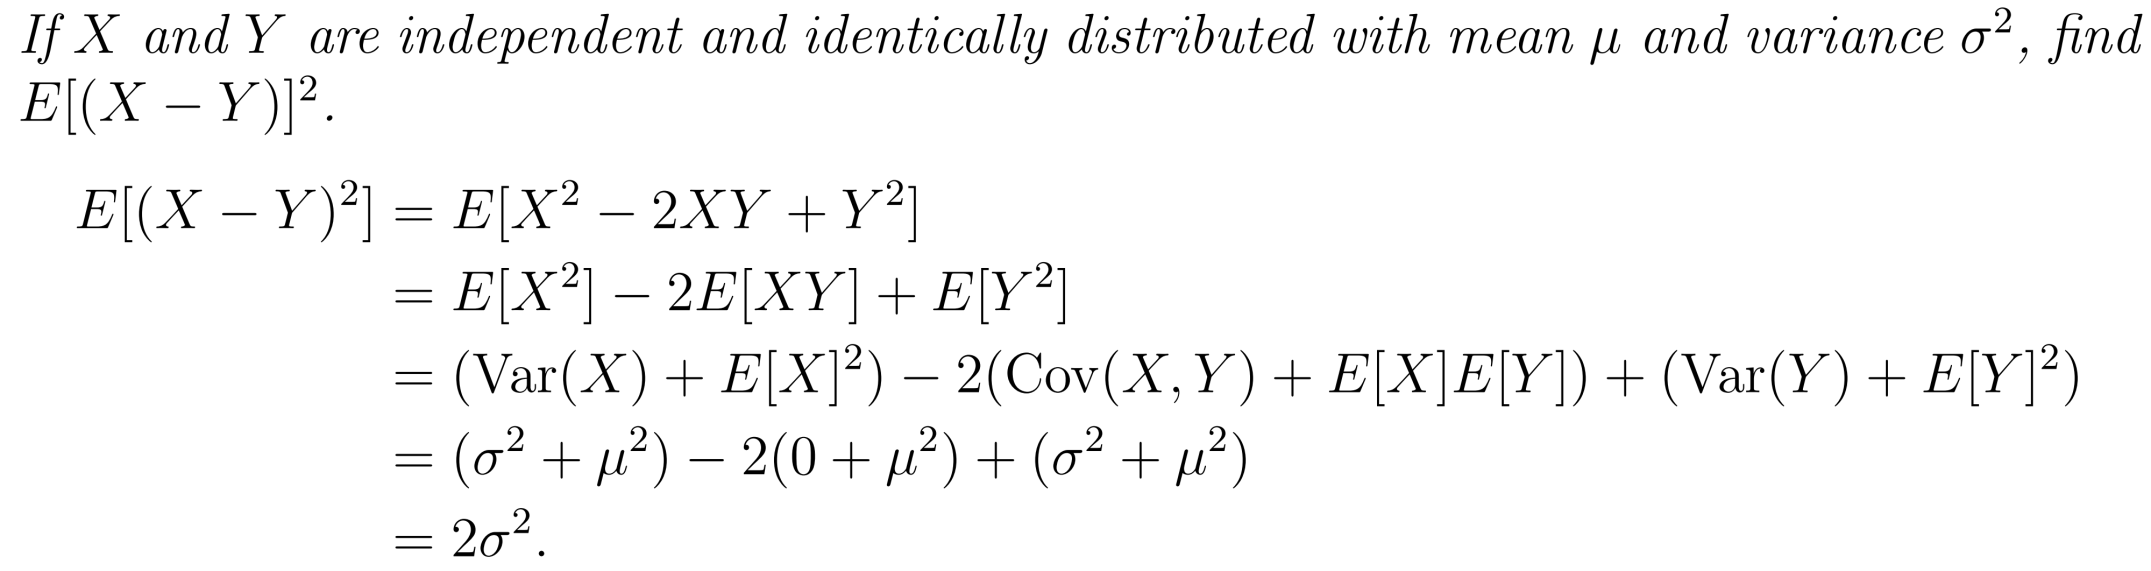 If X and Y are independent and identically distributed with mean μ and variance σ², find
E[(X − Y)]².
E[(X − Y)²] = E[X² − 2XY + Y²]
= E[X²] − 2E[XY] + E[Y²]
= (Var(X) + E[X]²) − 2(Cov(X, Y) + E[X]E[Y]) + (Var(Y) + E[Y]²)
= (σ² + μ²) − 2(0 + μ²) + (σ² + μ²)
= 2σ².